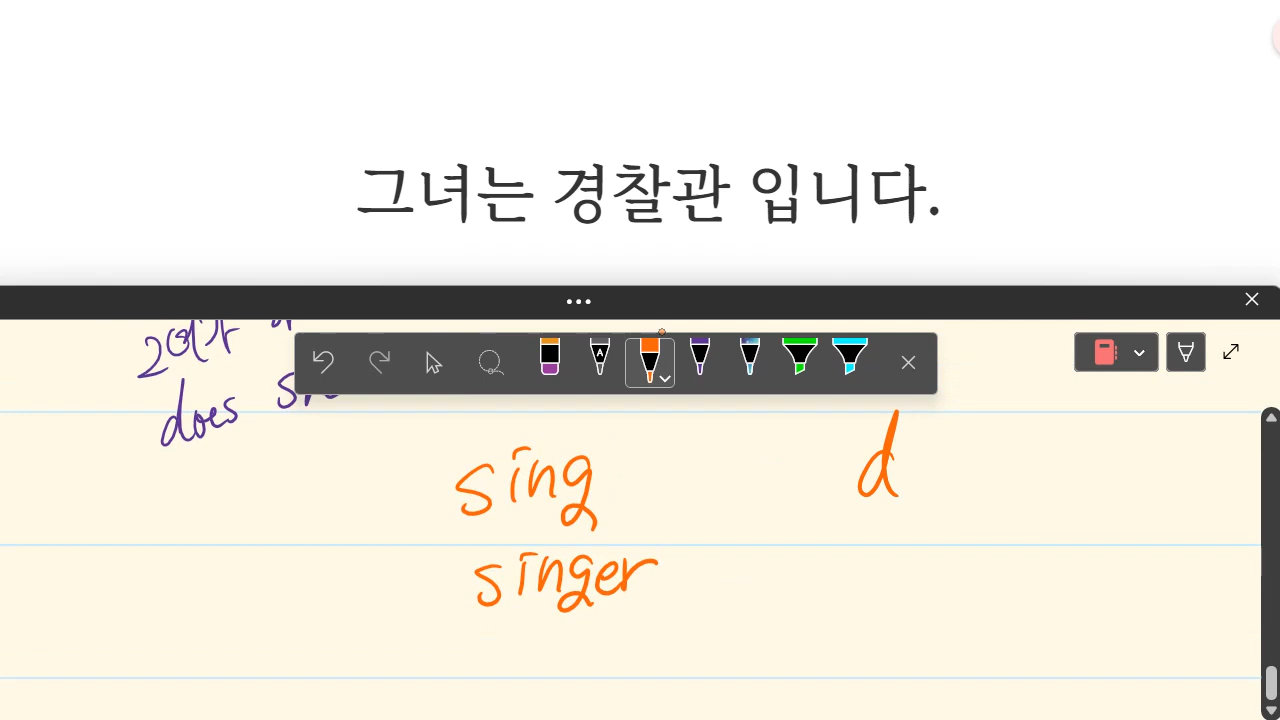 그녀는 경찰관 입니다.
does
sing
d
singer